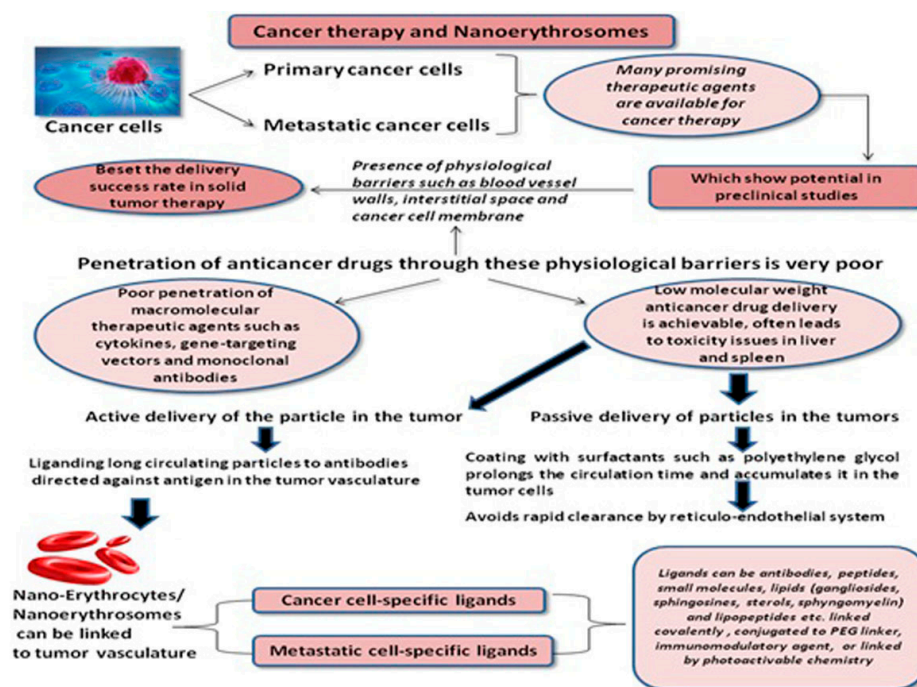 Cancer therapy and Nanoerythrosomes
Cancer cells
Primary cancer cells
Metastatic cancer cells
Many promising
therapeutic agents
are available for
cancer therapy
Beset the delivery
success rate in solid
tumor therapy
Presence of physiological
barriers such as blood vessel
walls, interstitial space and
cancer cell membrane
Which show potential in
preclinical studies
Penetration of anticancer drugs through these physiological barriers is very poor
Poor penetration of
macromolecular
therapeutic agents such as
cytokines, gene-targeting
vectors and monoclonal
antibodies
Low molecular weight
anticancer drug delivery
is achievable, often leads
to toxicity issues in liver
and spleen
Active delivery of the particle in the tumor
Passive delivery of particles in the tumors
Liganding long circulating particles to antibodies
directed against antigen in the tumor vasculature
Coating with surfactants such as polyethylene glycol
prolongs the circulation time and accumulates it in the
tumor cells
Avoids rapid clearance by reticulo-endothelial system
Nano-Erythrocytes/
Nanoerythrosomes
can be linked
to tumor vasculature
Cancer cell-specific ligands
Metastatic cell-specific ligands
Ligands can be antibodies, peptides,
small molecules, lipids (gangliosides,
sphingosines, sterols, sphyngomyelin)
and lipopeptides etc. linked
covalently , conjugated to PEG linker,
immunomodulatory agent, or linked
by photoactivable chemistry